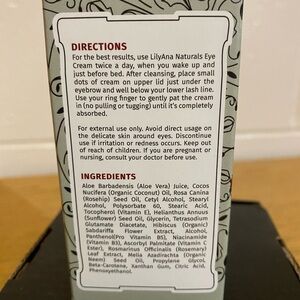 DIRECTIONS
For the best results, use LilyAna Naturals Eye
Cream twice a day, when you wake up and
just before bed. After cleansing, place small
dots of cream on upper lid just under the
eyebrow and well below your lower lash line.
Use your ring finger to gently pat the cream
in (no pulling or tugging) until it's completely
absorbed.
For external use only. Avoid direct usage on
the delicate skin around eyes. Discontinue
use if irritation or redness occurs. Keep out
of reach of children. If you are pregnant or
nursing, consult your doctor before use.
INGREDIENTS
Aloe Barbadensis (Aloe Vera) Juice, Cocos
Nucifera (Organic Coconut) Oil, Rosa Canina
(Rosehip) Seed Oil, Cetyl Alcohol, Stearyl
Alcohol, Polysorbate 60, Stearic Acid,
Tocopherol (Vitamin E), Helianthus Annuus
(Sunflower) Seed Oil, Glycerin, Tetrasodium
Glutamate Diacetate, Hibiscus (Organic)
Sabdariffa Flower Extract, Alcohol,
Panthenol(Pro Vitamin B5), Niacinamide
(Vitamin B3), Ascorbyl Palmitate (Vitamin C
Ester), Rosmarinus Officinalis (Rosemary)
Leaf Extract, Melia Azadirachta (Organic
Neem) Seed Oil, Propylene Glycol,
Beta-Carotene, Xanthan Gum, Citric Acid,
Phenoxyethanol.